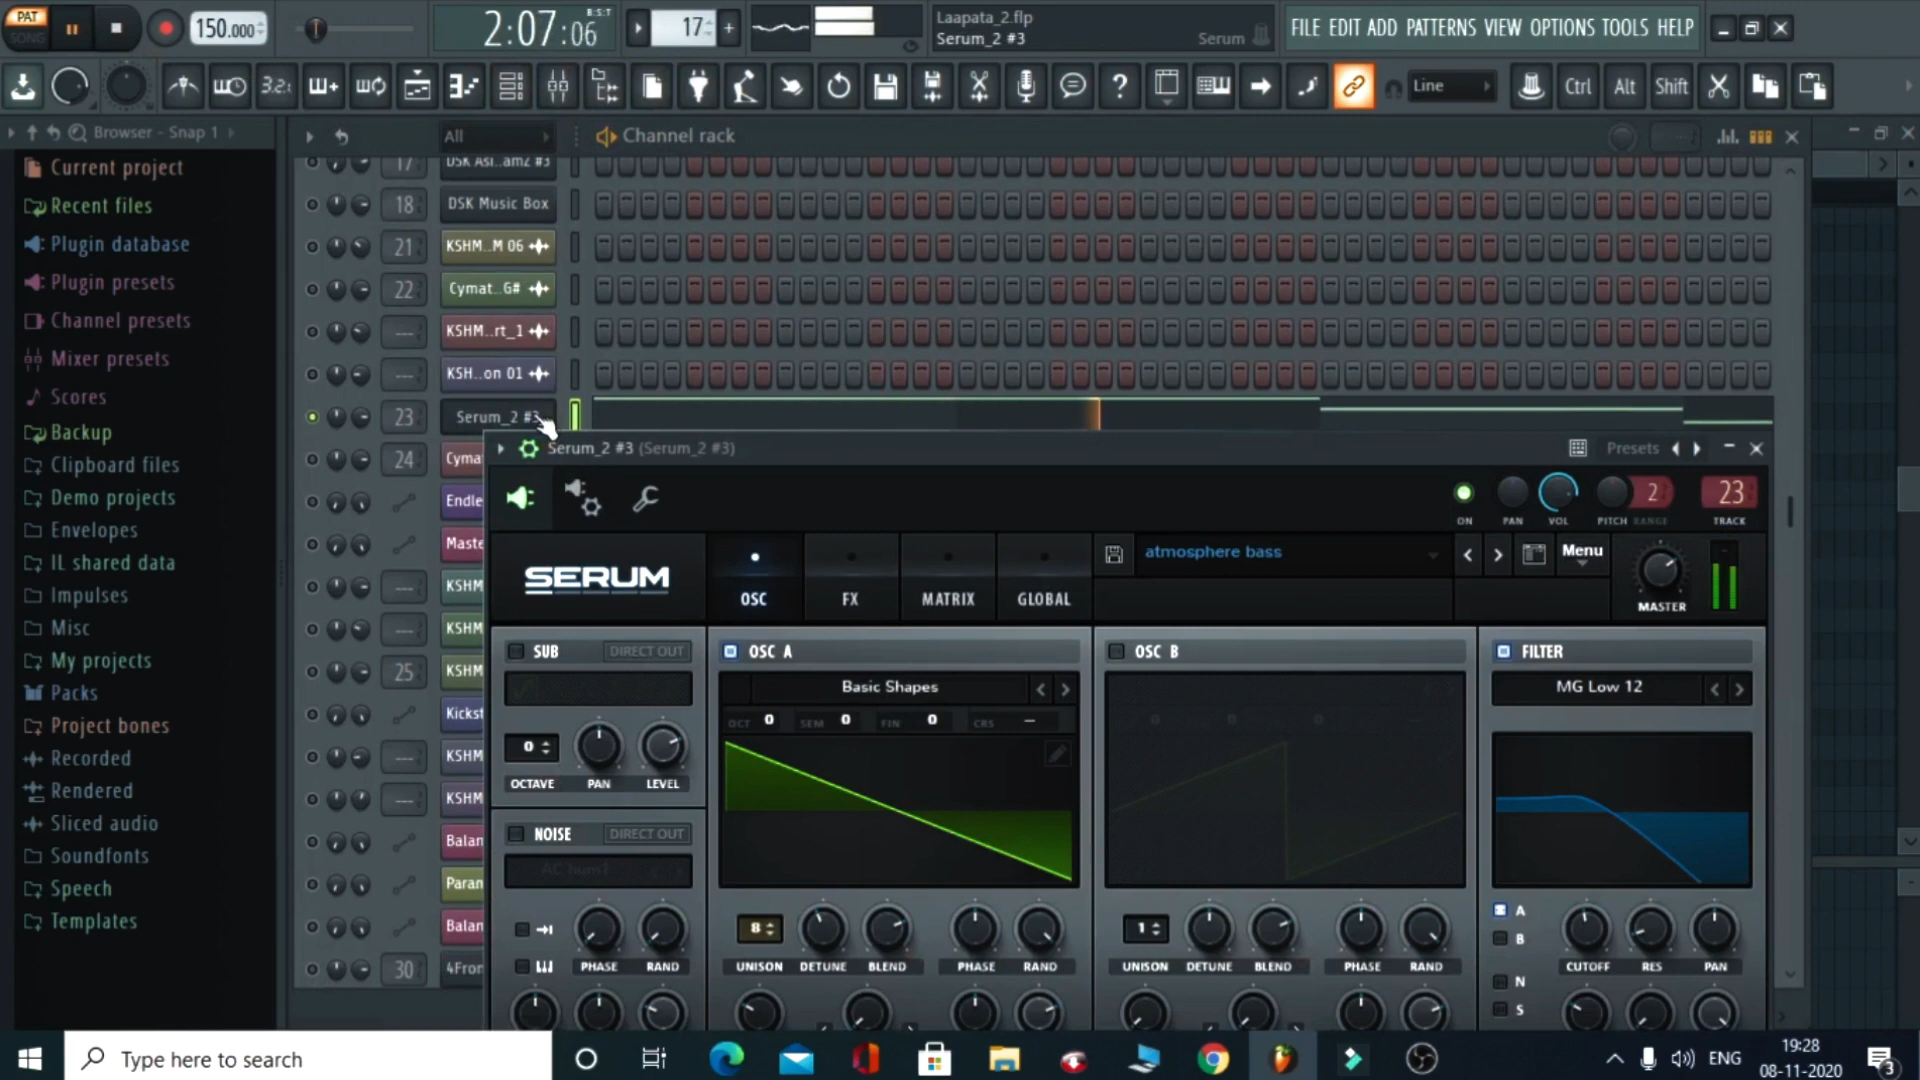 PAT
SONG
150.000
2:07:06
B:S:T
17
Laapata_2.flp
Serum_2 #3
Serum
FILE EDIT ADD PATTERNS VIEW OPTIONS TOOLS HELP
3.2.
Line
Ctrl
Alt
Shift
Browser - Snap 1
All
Channel rack
Current project
Recent files
Plugin database
Plugin presets
Channel presets
Mixer presets
Scores
Backup
Clipboard files
Demo projects
Envelopes
IL shared data
Impulses
Misc
My projects
Packs
Project bones
Recorded
Rendered
Sliced audio
Soundfonts
Speech
Templates
17 DSK Asi..amz #3
18 DSK Music Box
21 KSHM..M 06
22 Cymat..G#
--- KSHM..rt_1
--- KSH..on 01
23 Serum_2 #3
24 Cyma
Endle
Maste
--- KSHM
--- KSHM
25 KSHM
Kickst
--- KSHM
--- KSHM
Balan
Paran
Balan
30 4Fron
Serum_2 #3 (Serum_2 #3)
Presets
ON
PAN
VOL
PITCH
RANGE
2
23
TRACK
SERUM
OSC
FX
MATRIX
GLOBAL
atmosphere bass
Menu
MASTER
SUB
DIRECT OUT
0
OCTAVE
PAN
LEVEL
NOISE
DIRECT OUT
PHASE
RAND
OSC A
Basic Shapes
OCT 0 SEM 0 FIN 0 CRS --
8
UNISON
DETUNE
BLEND
PHASE
RAND
OSC B
1
UNISON
DETUNE
BLEND
PHASE
RAND
FILTER
MG Low 12
A
B
N
S
CUTOFF
RES
PAN
Type here to search
ENG
19:28
08-11-2020
3